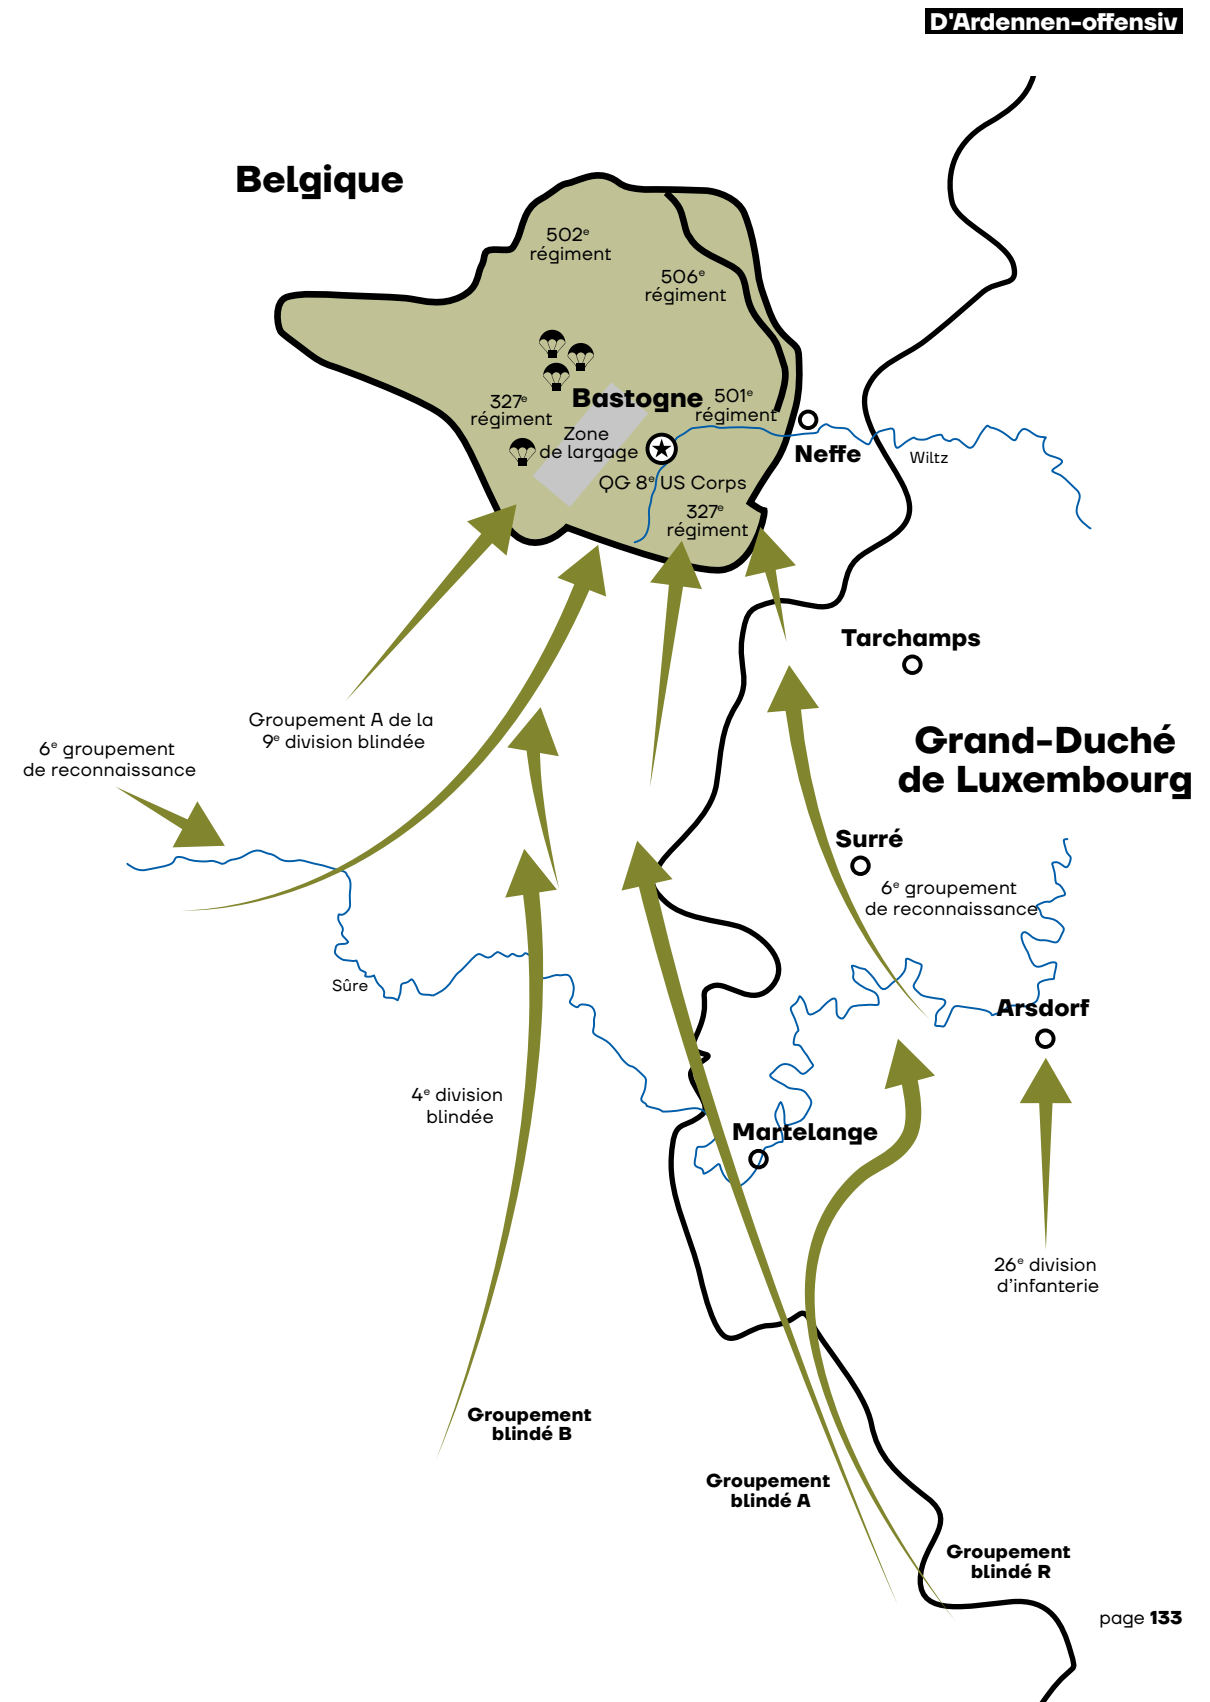 D'Ardennen-offensiv
Belgique
502e
régiment
506e
régiment
327e
régiment
Bastogne
501e
régiment
Zone
de largage
Neffe
Wiltz
QG 8e US Corps
327e
régiment
Tarchamps
Groupement A de la
9e division blindée
6e groupement
de reconnaissance
Grand-Duché
de Luxembourg
Surré
6e groupement
de reconnaissance
Sûre
Arsdorf
4e division
blindée
Martelange
26e division
d'infanterie
Groupement
blindé B
Groupement
blindé A
Groupement
blindé R
page 133